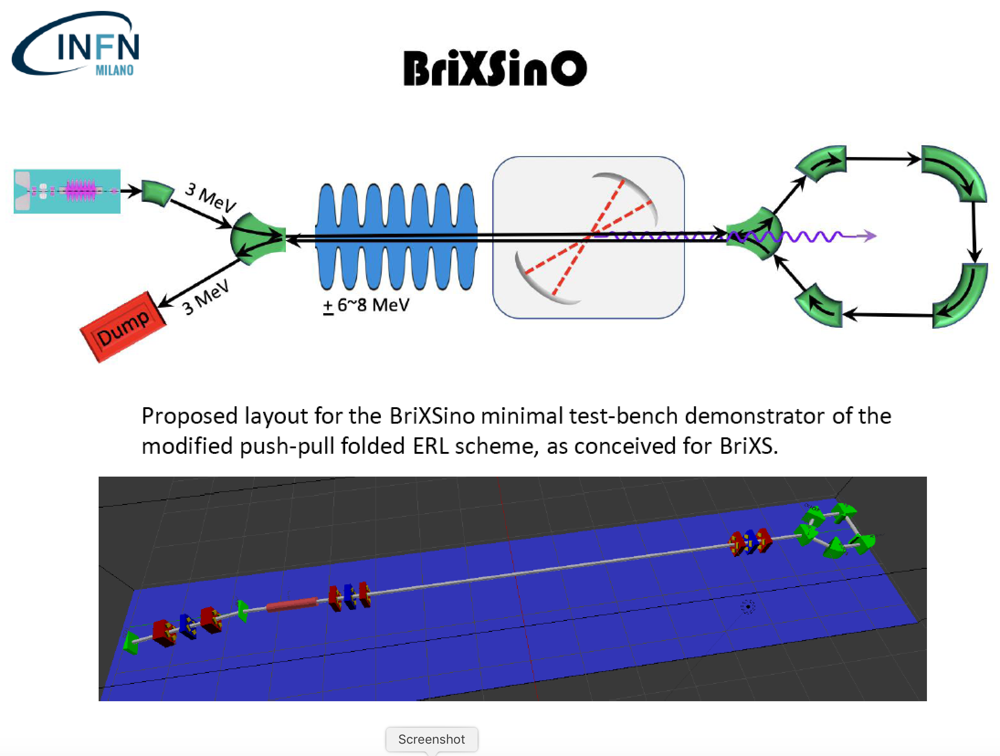 INFN
MILANO
BriXSinO
3 MeV
3 MeV
± 6~8 MeV
Dump
Proposed layout for the BriXSino minimal test-bench demonstrator of the
modified push-pull folded ERL scheme, as conceived for BriXS.
Screenshot